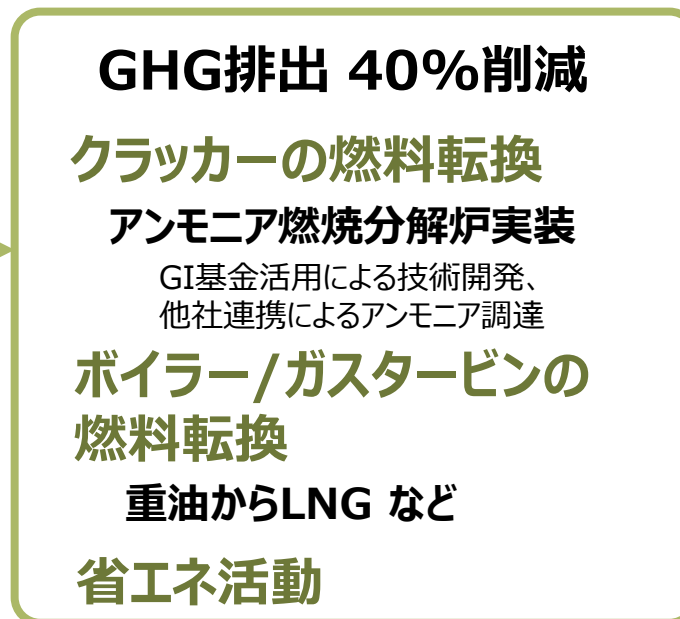 GHG排出 40%削減
クラッカーの燃料転換
アンモニア燃焼分解炉実装
GI基金活用による技術開発、
他社連携によるアンモニア調達
ボイラー/ガスタービンの
燃料転換
重油からLNG など
省エネ活動